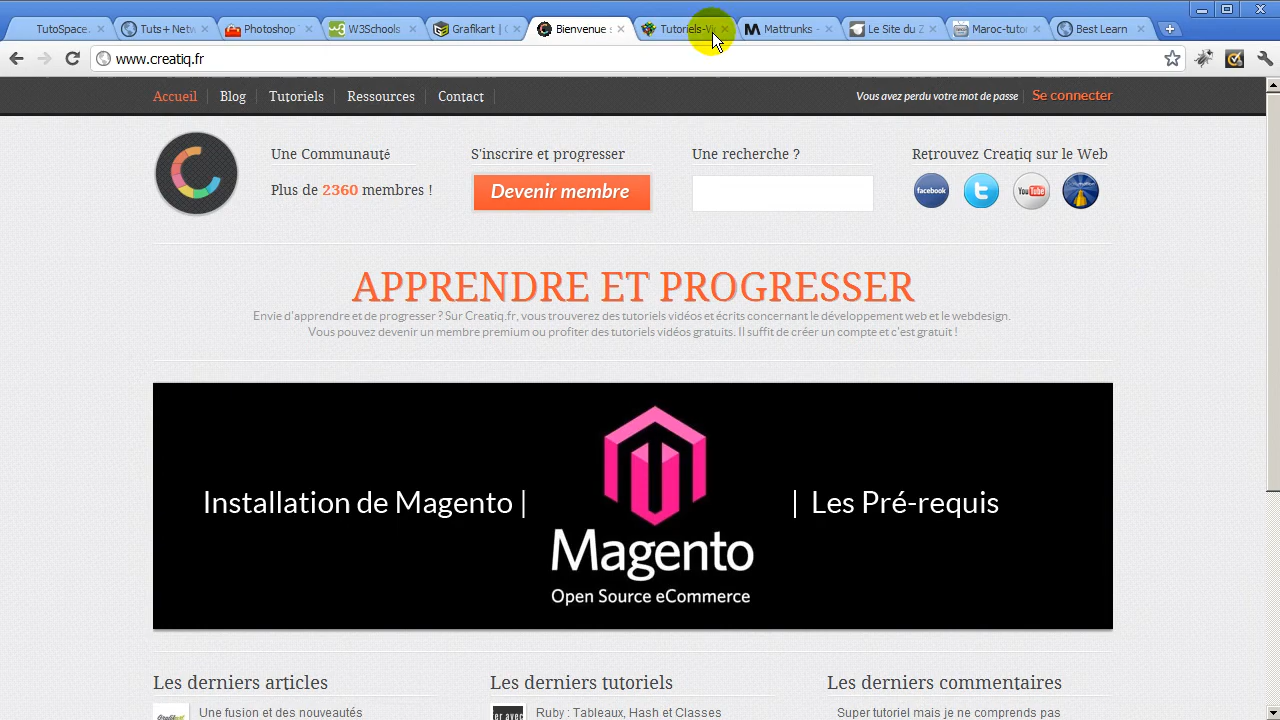 TutoSpace
Tuts+ Netw
Photoshop
W3Schools
Grafikart | C
Bienvenue s
Tutoriels-V
Mattrunks -
Le Site du Z
Maroc-tutor
Best Learn
www.creatiq.fr
Accueil
Blog
Tutoriels
Ressources
Contact
Vous avez perdu votre mot de passe
Se connecter
Une Communauté
S'inscrire et progresser
Une recherche ?
Retrouvez Creatiq sur le Web
Plus de 2360 membres !
Devenir membre
facebook
You Tube
APPRENDRE ET PROGRESSER
Envie d'apprendre et de progresser ? Sur Creatiq.fr, vous trouverez des tutoriels vidéos et écrits concernant le développement web et le webdesign.
Vous pouvez devenir un membre premium ou profiter des tutoriels vidéos gratuits. Il suffit de créer un compte et c'est gratuit !
Installation de Magento |
| Les Pré-requis
Magento
Open Source eCommerce
Les derniers articles
Les derniers tutoriels
Les derniers commentaires
Une fusion et des nouveautés
Ruby : Tableaux, Hash et Classes
Super tutoriel mais je ne comprends pas